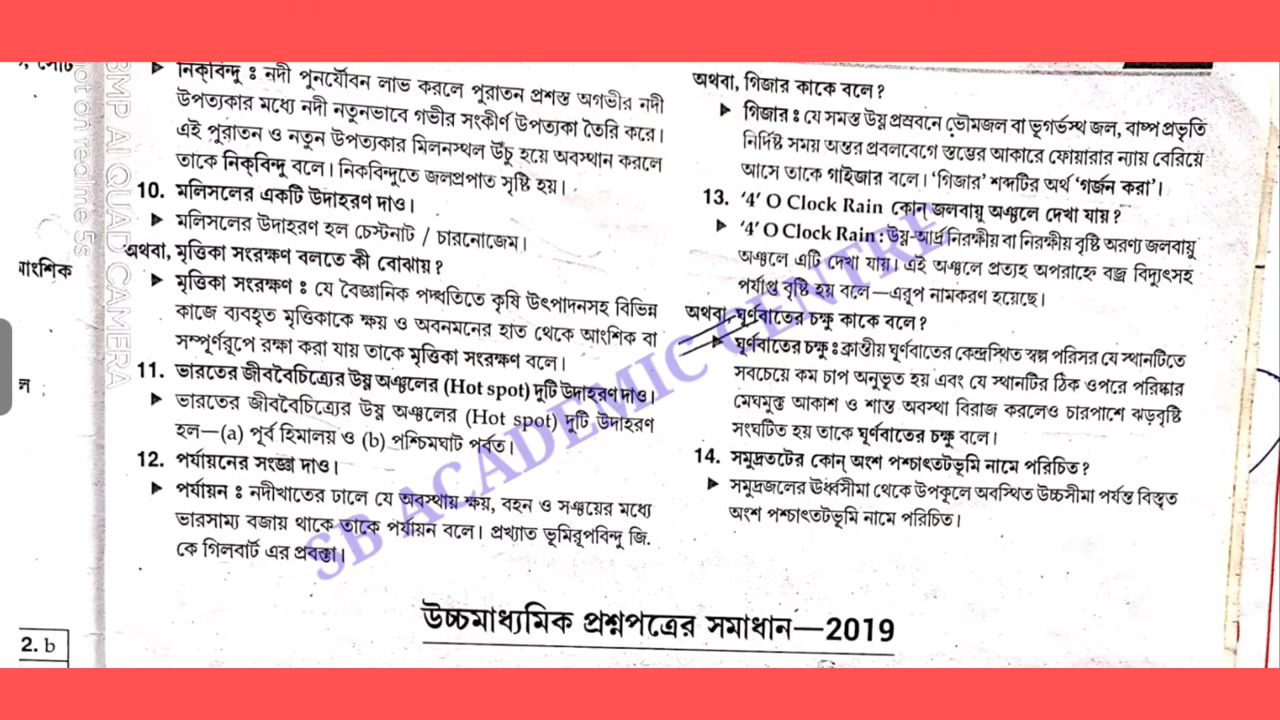 ► নিক্‌বিন্দু ঃ নদী পুনর্যৌবন লাভ করলে পুরাতন প্রশস্ত অগভীর নদী
উপত্যকার মধ্যে নদী নতুনভাবে গভীর সংকীর্ণ উপত্যকা তৈরি করে।
এই পুরাতন ও নতুন উপত্যকার মিলনস্থল উঁচু হয়ে অবস্থান করলে
তাকে নিক্‌বিন্দু বলে। নিকবিন্দুতে জলপ্রপাত সৃষ্টি হয়।
10. মলিসলের একটি উদাহরণ দাও।
► মলিসলের উদাহরণ হল চেস্টনাট / চারনোজেম।
অথবা, মৃত্তিকা সংরক্ষণ বলতে কী বোঝায় ?
► মৃত্তিকা সংরক্ষণ ঃ যে বৈজ্ঞানিক পদ্ধতিতে কৃষি উৎপাদনসহ বিভিন্ন
কাজে ব্যবহৃত মৃত্তিকাকে ক্ষয় ও অবনমনের হাত থেকে আংশিক বা
সম্পূর্ণরূপে রক্ষা করা যায় তাকে মৃত্তিকা সংরক্ষণ বলে।
11. ভারতের জীববৈচিত্র্যের উষ্ণ অঞ্চলের (Hot spot) দুটি উদাহরণ দাও।
► ভারতের জীববৈচিত্র্যের উষ্ণ অঞ্চলের (Hot spot) দুটি উদাহরণ
হল—(a) পূর্ব হিমালয় ও (b) পশ্চিমঘাট পর্বত।
12. পর্যায়নের সংজ্ঞা দাও।
► পর্যায়ন ঃ নদীখাতের ঢালে যে অবস্থায় ক্ষয়, বহন ও সঞ্চয়ের মধ্যে
ভারসাম্য বজায় থাকে তাকে পর্যায়ন বলে। প্রখ্যাত ভূমিরূপবিন্দু জি.
কে গিলবার্ট এর প্রবক্তা।
অথবা, গিজার কাকে বলে ?
► গিজার ঃ যে সমস্ত উষ্ণ প্রস্রবনে ভৌমজল বা ভূগর্ভস্থ জল, বাষ্প প্রভৃতি
নির্দিষ্ট সময় অন্তর প্রবলবেগে স্তম্ভের আকারে ফোয়ারার ন্যায় বেরিয়ে
আসে তাকে গাইজার বলে। ‘গিজার’ শব্দটির অর্থ ‘গর্জন করা’।
13. ‘4’ O Clock Rain কোন্ জলবায়ু অঞ্চলে দেখা যায় ?
► ‘4’ O Clock Rain : উষ্ণ-আর্দ্র নিরক্ষীয় বা নিরক্ষীয় বৃষ্টি অরণ্য জলবায়ু
অঞ্চলে এটি দেখা যায়। এই অঞ্চলে প্রত্যহ অপরাহ্নে বজ্র বিদ্যুৎসহ
পর্যাপ্ত বৃষ্টি হয় বলে—এরূপ নামকরণ হয়েছে।
অথবা, ঘূর্ণবাতের চক্ষু কাকে বলে ?
► ঘূর্ণবাতের চক্ষু ঃ ক্রান্তীয় ঘূর্ণবাতের কেন্দ্রস্থিত স্বল্প পরিসর যে স্থানটিতে
সবচেয়ে কম চাপ অনুভূত হয় এবং যে স্থানটির ঠিক ওপরে পরিষ্কার
মেঘমুক্ত আকাশ ও শান্ত অবস্থা বিরাজ করলেও চারপাশে ঝড়বৃষ্টি
সংঘটিত হয় তাকে ঘূর্ণবাতের চক্ষু বলে।
14. সমুদ্রতটের কোন্ অংশ পশ্চাৎতটভূমি নামে পরিচিত ?
► সমুদ্রজলের ঊর্ধ্বসীমা থেকে উপকূলে অবস্থিত উচ্চসীমা পর্যন্ত বিস্তৃত
অংশ পশ্চাৎতটভূমি নামে পরিচিত।
উচ্চমাধ্যমিক প্রশ্নপত্রের সমাধান—2019
2. b
SB ACADEMIC CENTRE
8MP AI QUAD CAMERA
hot on realme 5s